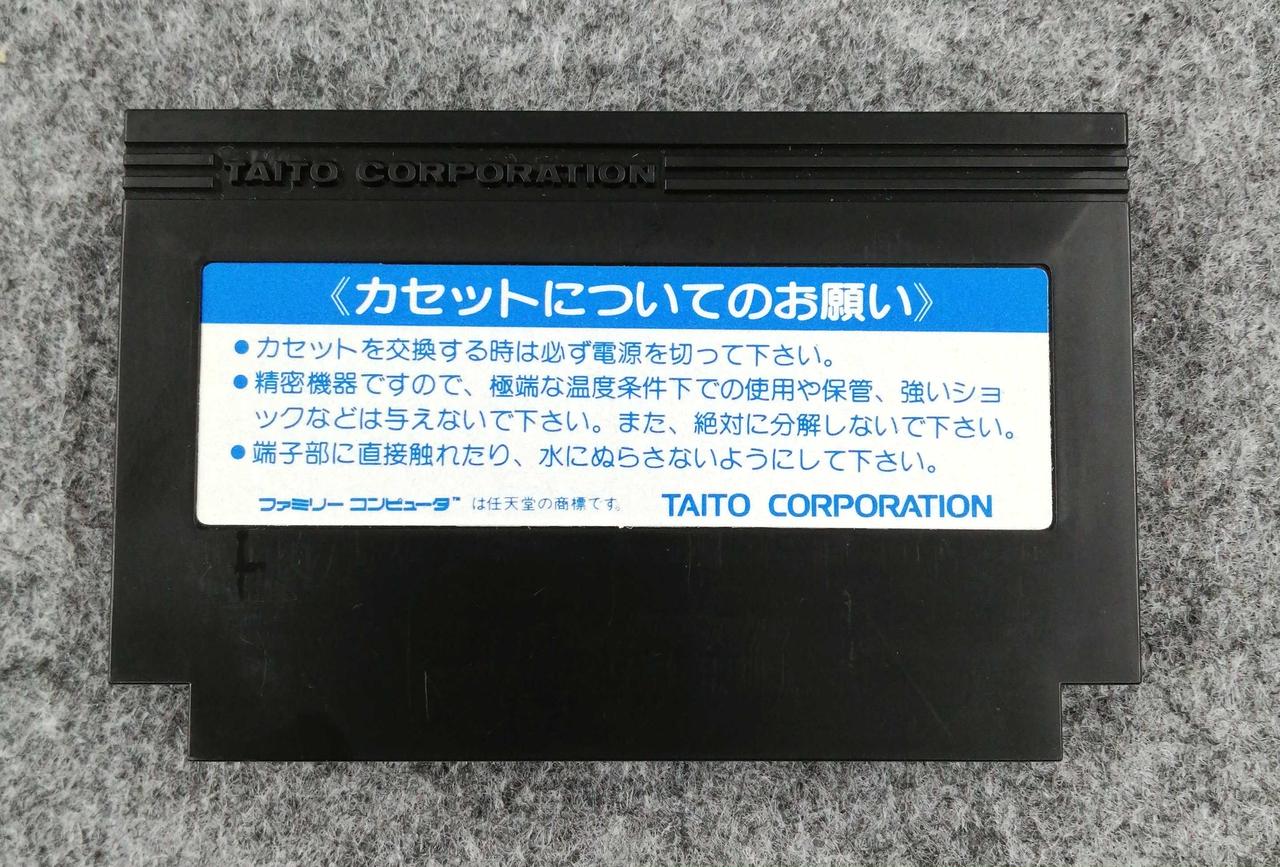 TAITO CORPORATION
《カセットについてのお願い》
●カセットを交換する時は必ず電源を切って下さい。
●精密機器ですので、極端な温度条件下での使用や保管、強いショ
ックなどは与えないで下さい。また、絶対に分解しないで下さい。
●端子部に直接触れたり、水にぬらさないようにして下さい。
ファミリーコンピュータ™ は任天堂の商標です。 TAITO CORPORATION